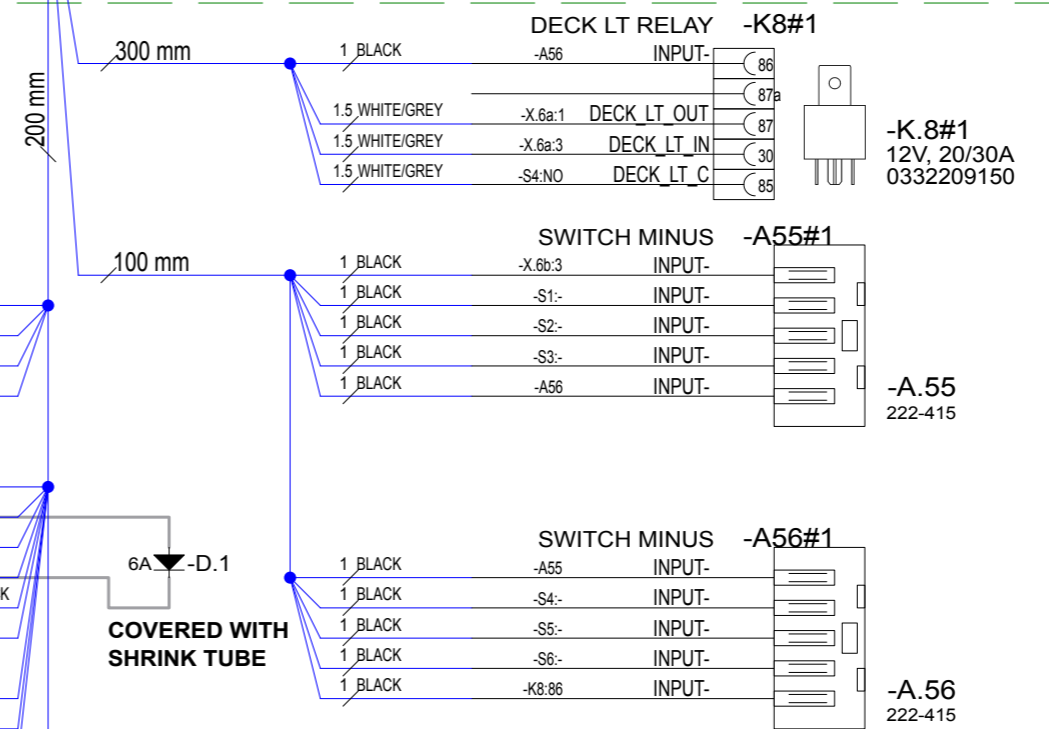 DECK LT RELAY -K8#1
300 mm 1 BLACK -A56 INPUT- 86
87a
1.5 WHITE/GREY -X.6a:1 DECK_LT_OUT 87
1.5 WHITE/GREY -X.6a:3 DECK_LT_IN 30
1.5 WHITE/GREY -S4:NO DECK_LT_C 85
200 mm
-K.8#1
12V, 20/30A
0332209150
SWITCH MINUS -A55#1
100 mm 1 BLACK -X.6b:3 INPUT-
1 BLACK -S1:- INPUT-
1 BLACK -S2:- INPUT-
1 BLACK -S3:- INPUT-
1 BLACK -A56 INPUT-
-A.55
222-415
SWITCH MINUS -A56#1
1 BLACK -A55 INPUT-
1 BLACK -S4:- INPUT-
1 BLACK -S5:- INPUT-
1 BLACK -S6:- INPUT-
1 BLACK -K8:86 INPUT-
-A.56
222-415
6A -D.1
K
COVERED WITH
SHRINK TUBE